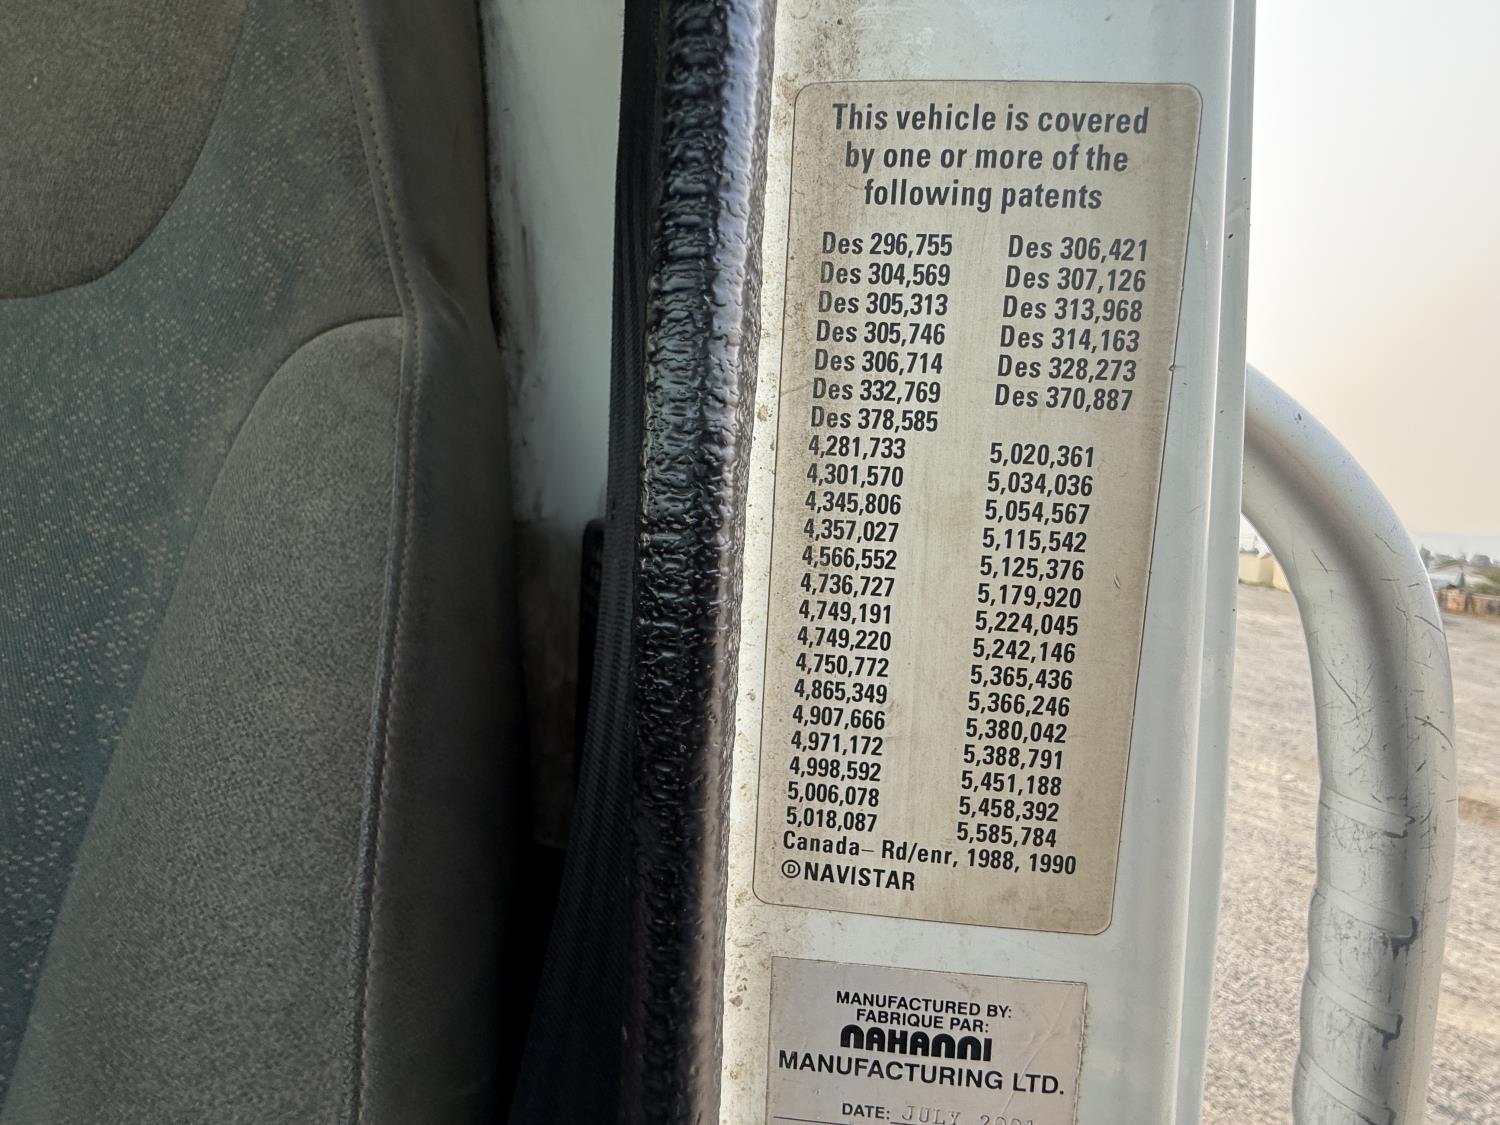 This vehicle is covered
by one or more of the
following patents
Des 296,755 Des 306,421
Des 304,569 Des 307,126
Des 305,313 Des 313,968
Des 305,746 Des 314,163
Des 306,714 Des 328,273
Des 332,769 Des 370,887
Des 378,585
4,281,733 5,020,361
4,301,570 5,034,036
4,345,806 5,054,567
4,357,027 5,115,542
4,566,552 5,125,376
4,736,727 5,179,920
4,749,191 5,224,045
4,749,220 5,242,146
4,750,772 5,365,436
4,865,349 5,366,246
4,907,666 5,380,042
4,971,172 5,388,791
4,998,592 5,451,188
5,006,078 5,458,392
5,018,087 5,585,784
Canada– Rd/enr, 1988, 1990
Ⓓ NAVISTAR
MANUFACTURED BY:
FABRIQUE PAR:
NAHANNI
MANUFACTURING LTD.
DATE: JULY 2001